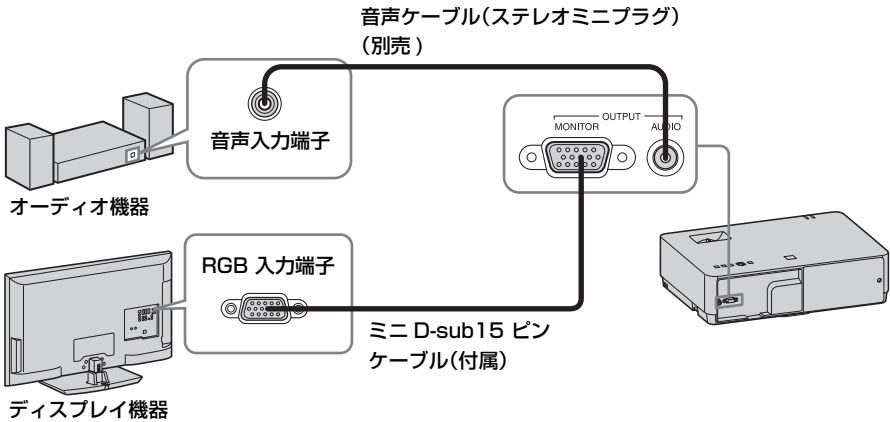 音声ケーブル（ステレオミニプラグ）
（別売）
OUTPUT
MONITOR
AUDIO
音声入力端子
オーディオ機器
RGB 入力端子
ミニ D-sub15 ピン
ケーブル（付属）
ディスプレイ機器